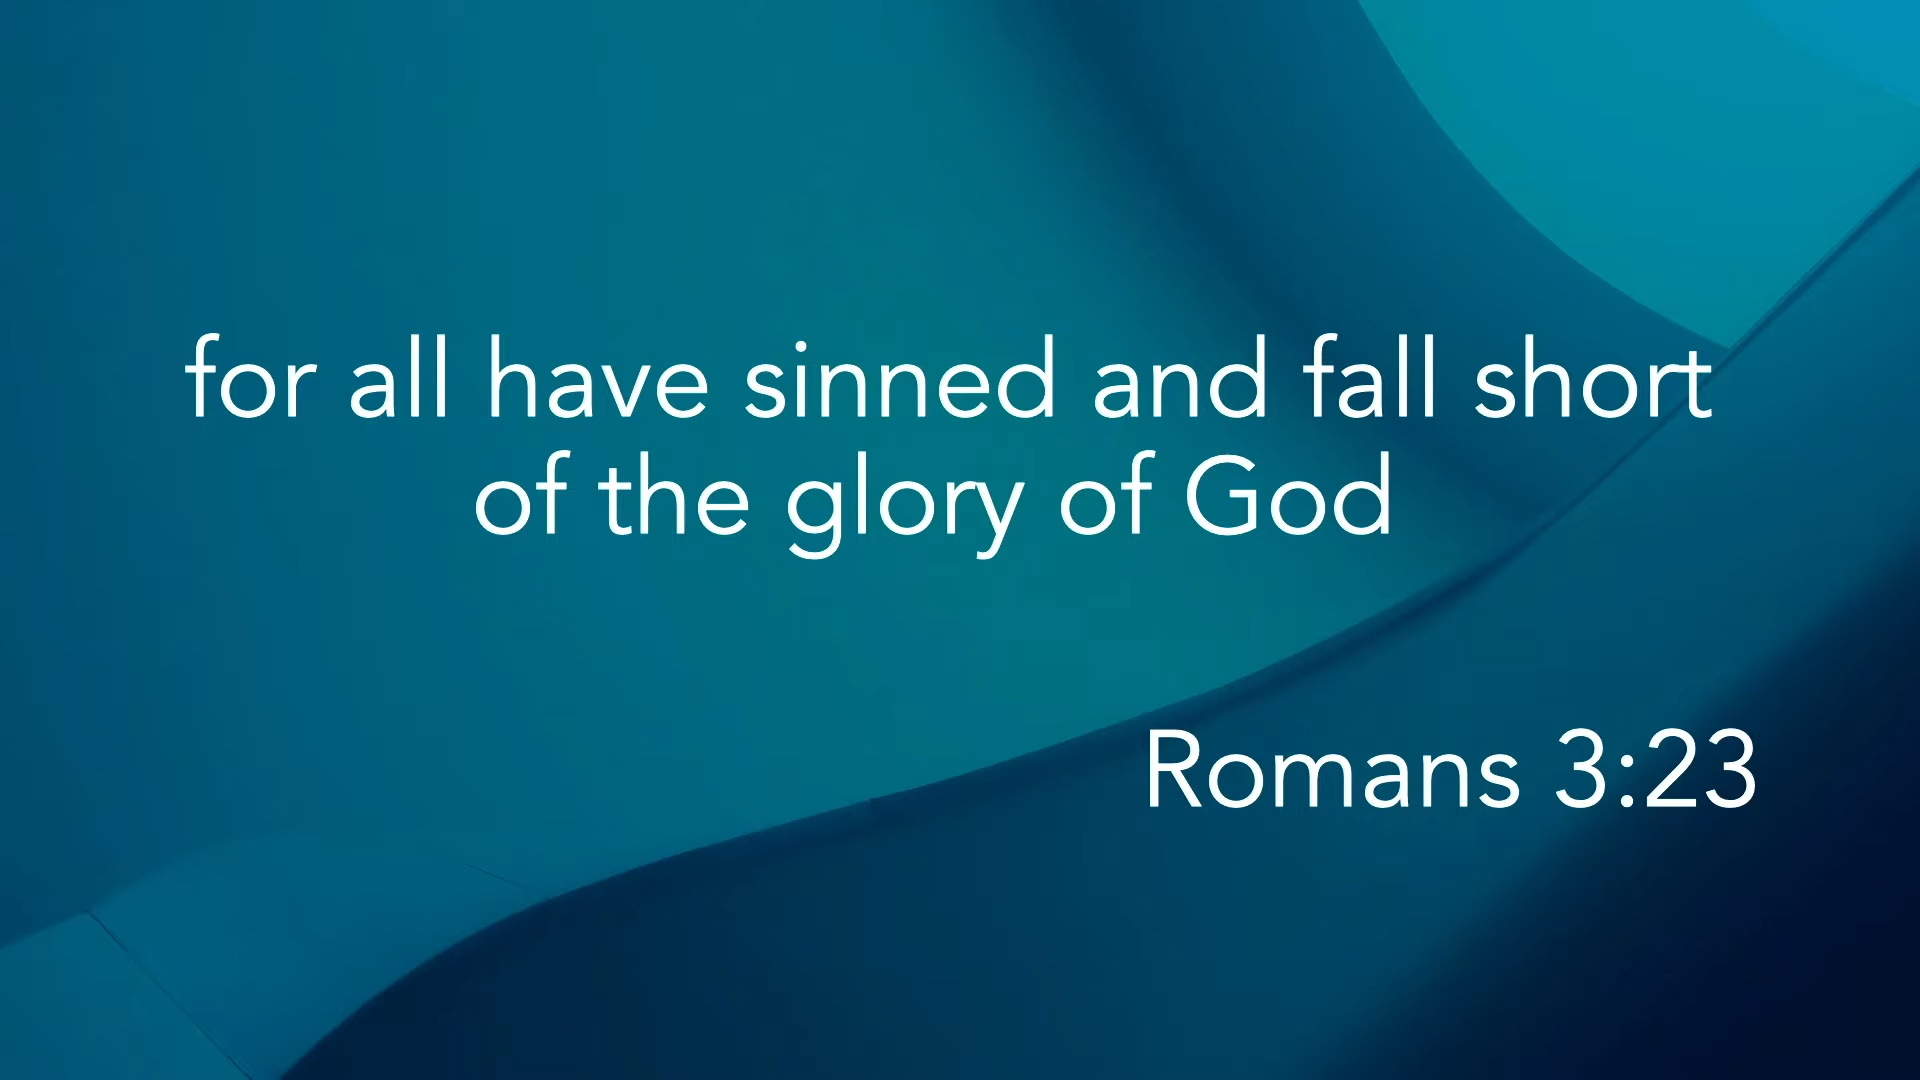 for all have sinned and fall short
of the glory of God
Romans 3:23